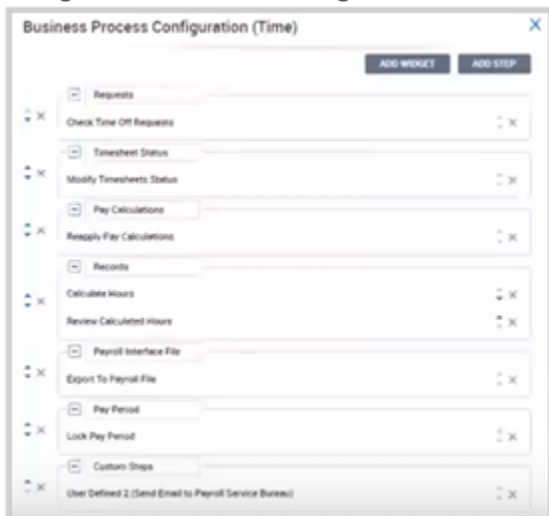 Business Process Configuration (Time)
ADD WIDGET
ADD STEP
Requests
Check Time Off Requests
Timesheet Status
Modify Timesheets Status
Pay Calculations
Reapply Pay Calculations
Records
Calculate Hours
Review Calculated Hours
Payroll Interface File
Export To Payroll File
Pay Period
Lock Pay Period
Custom Steps
User Defined 2 (Send Email to Payroll Service Bureau)